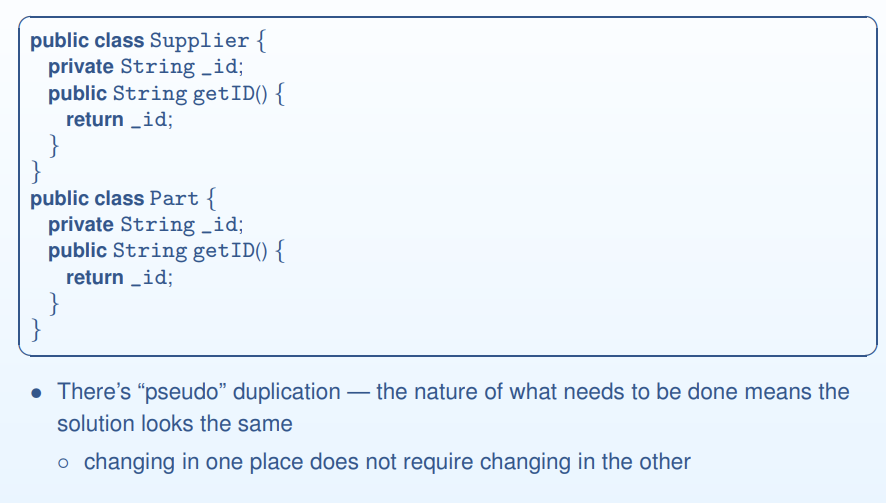 public class Supplier {
private String _id;
public String getID() {
return _id;
}
}
public class Part {
private String _id;
public String getID() {
return _id;
}
}
● There's “pseudo” duplication — the nature of what needs to be done means the
solution looks the same
○ changing in one place does not require changing in the other